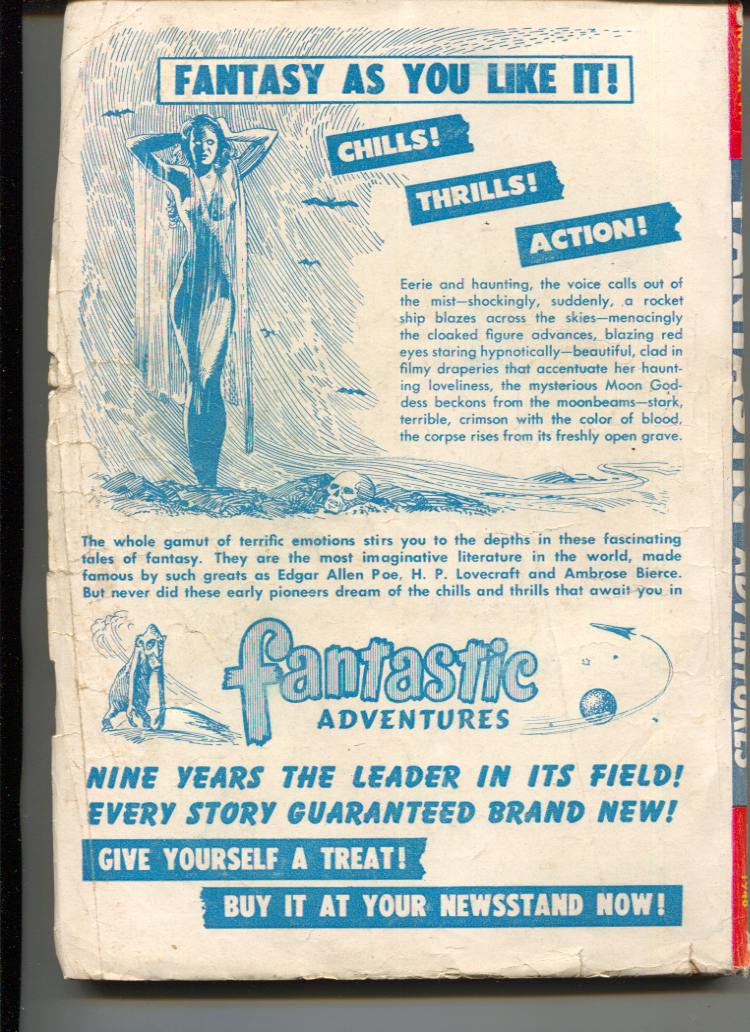 FANTASY AS YOU LIKE IT!
CHILLS!
THRILLS!
ACTION!
Eerie and haunting, the voice calls out of
the mist—shockingly, suddenly, a rocket
ship blazes across the skies—menacingly
the cloaked figure advances, blazing red
eyes staring hypnotically—beautiful, clad in
filmy draperies that accentuate her haunt-
ing loveliness, the mysterious Moon God-
dess beckons from the moonbeams—stark,
terrible, crimson with the color of blood,
the corpse rises from its freshly open grave.
The whole gamut of terrific emotions stirs you to the depths in these fascinating
tales of fantasy. They are the most imaginative literature in the world, made
famous by such greats as Edgar Allen Poe, H. P. Lovecraft and Ambrose Bierce.
But never did these early pioneers dream of the chills and thrills that await you in
fantastic
ADVENTURES
NINE YEARS THE LEADER IN ITS FIELD!
EVERY STORY GUARANTEED BRAND NEW!
GIVE YOURSELF A TREAT!
BUY IT AT YOUR NEWSSTAND NOW!